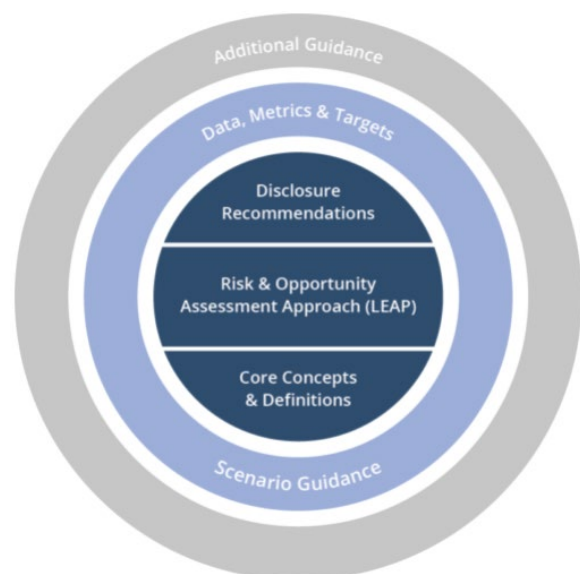 Additional Guidance
Data, Metrics & Targets
Disclosure
Recommendations
Risk & Opportunity
Assessment Approach (LEAP)
Core Concepts
& Definitions
Scenario Guidance